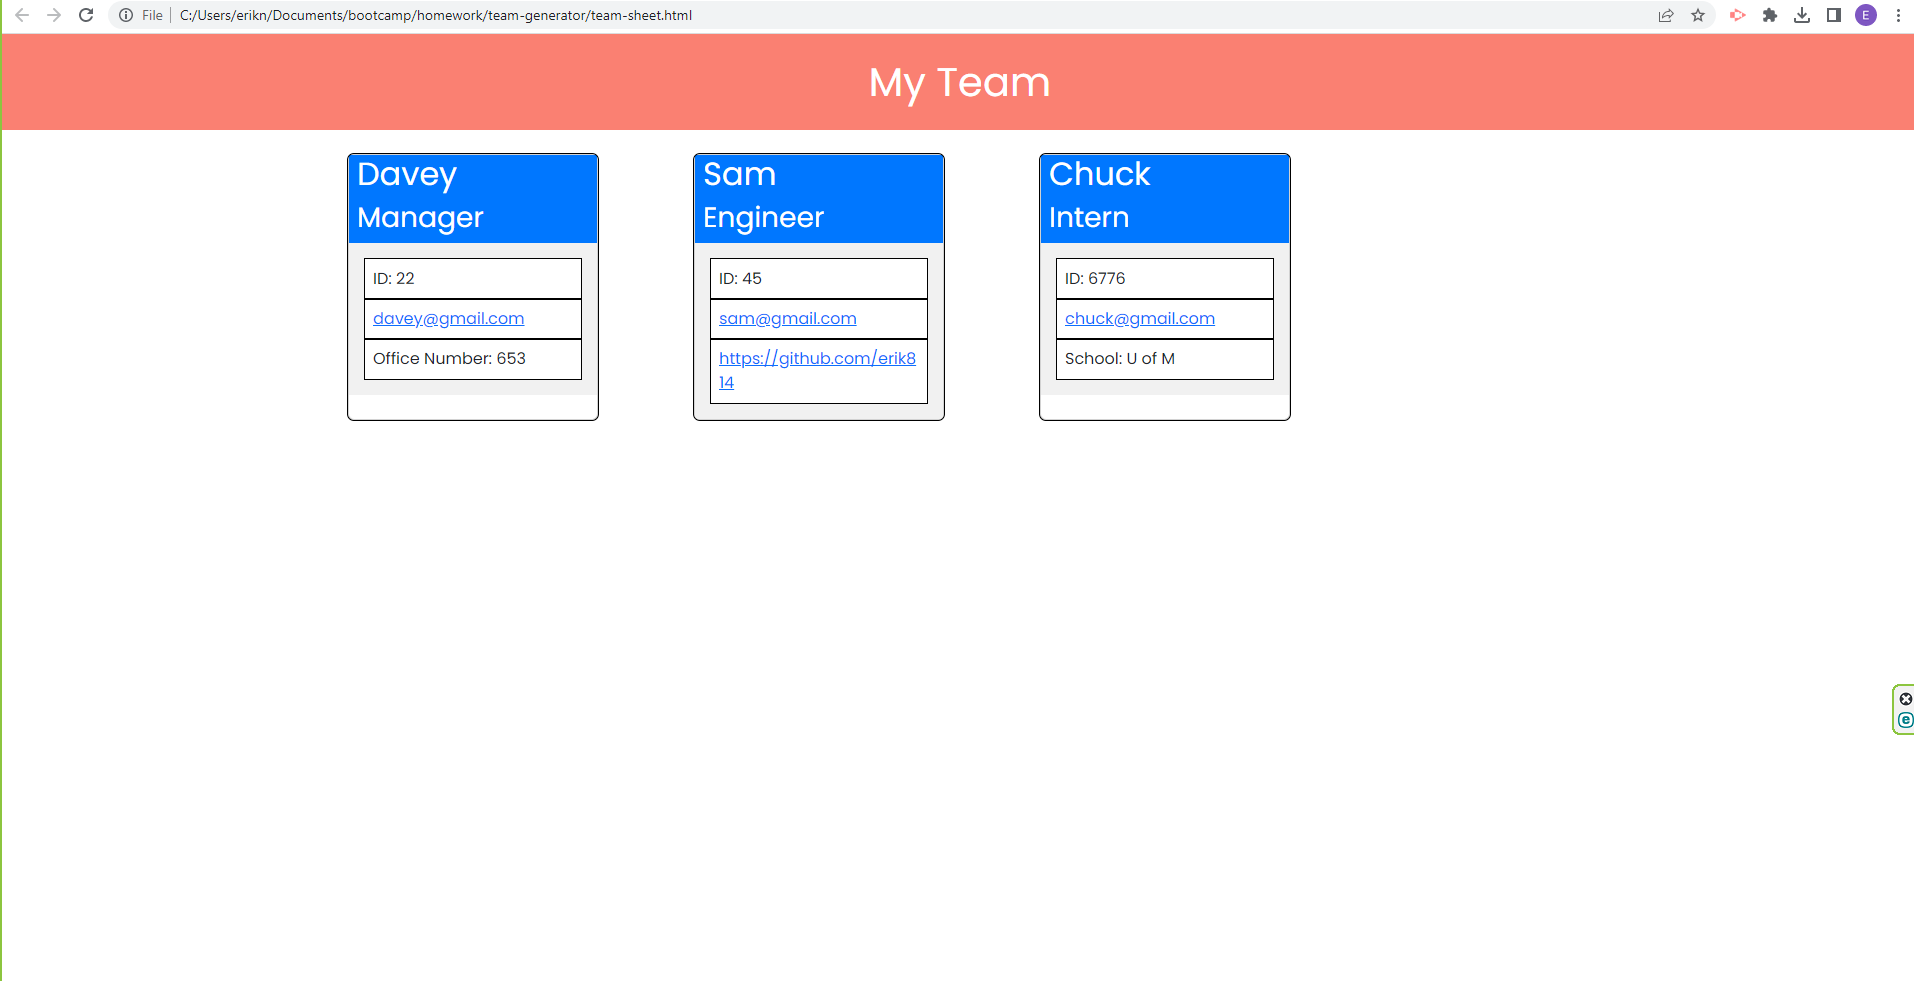 File C:/Users/erikn/Documents/bootcamp/homework/team-generator/team-sheet.html
E
My Team
Davey
Manager
ID: 22
davey@gmail.com
Office Number: 653
Sam
Engineer
ID: 45
sam@gmail.com
https://github.com/erik8
14
Chuck
Intern
ID: 6776
chuck@gmail.com
School: U of M
e